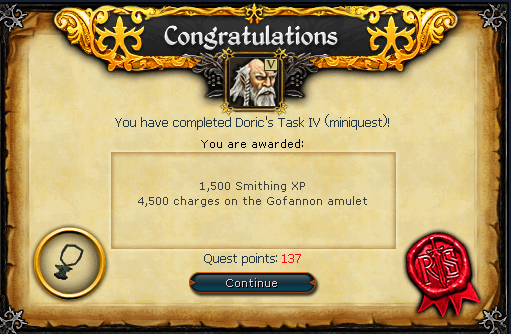 Congratulations
V
You have completed Doric's Task IV (miniquest)!
You are awarded:
1,500 Smithing XP
4,500 charges on the Gofannon amulet
Quest points: 137
RS
Continue